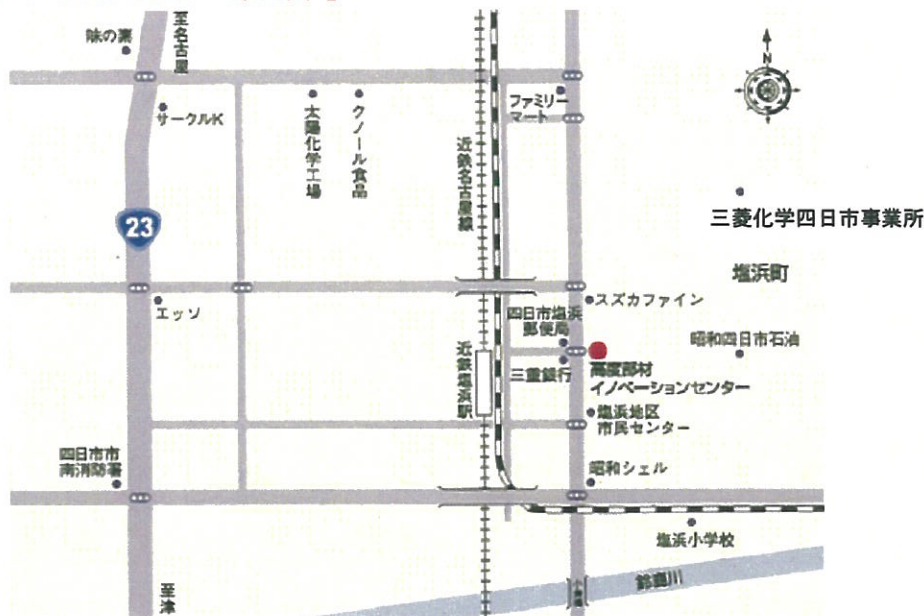 至名古屋
味の素
サークルK
太陽化学工場
クノール食品
近鉄名古屋線
ファミリー
マート
N
三菱化学四日市事業所
23
塩浜町
エッソ
スズカファイン
四日市塩浜
郵便局
昭和四日市石油
三重銀行
近鉄塩浜駅
高度部材
イノベーションセンター
塩浜地区
市民センター
四日市市
南消防署
昭和シェル
塩浜小学校
鈴鹿川
至津